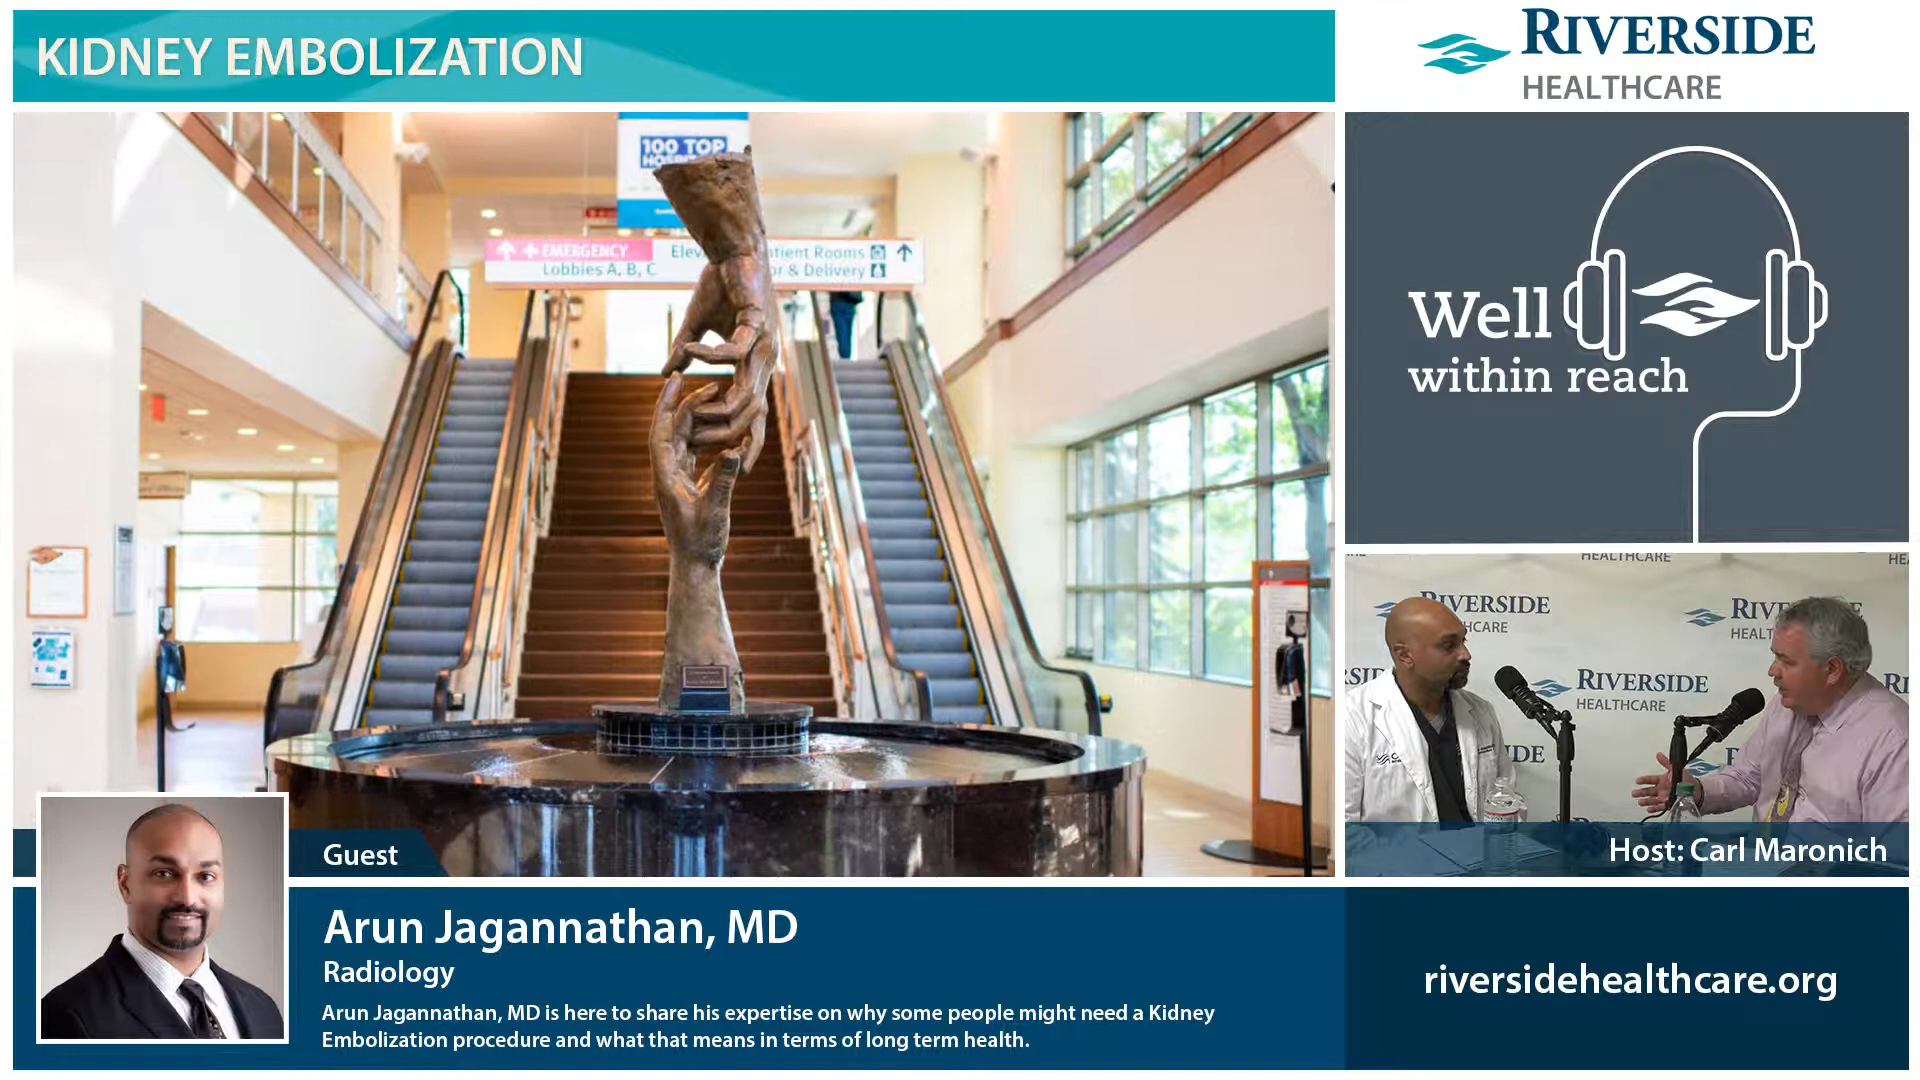 KIDNEY EMBOLIZATION
RIVERSIDE
HEALTHCARE
100 TOP
EMERGENCY
Lobbies A, B, C
Patient Rooms
& Delivery
Well
within reach
HEALTHCARE
RIVERSIDE
RIVERSIDE
HEALTHCARE
Host: Carl Maronich
Guest
Arun Jagannathan, MD
Radiology
Arun Jagannathan, MD is here to share his expertise on why some people might need a Kidney
Embolization procedure and what that means in terms of long term health.
riversidehealthcare.org